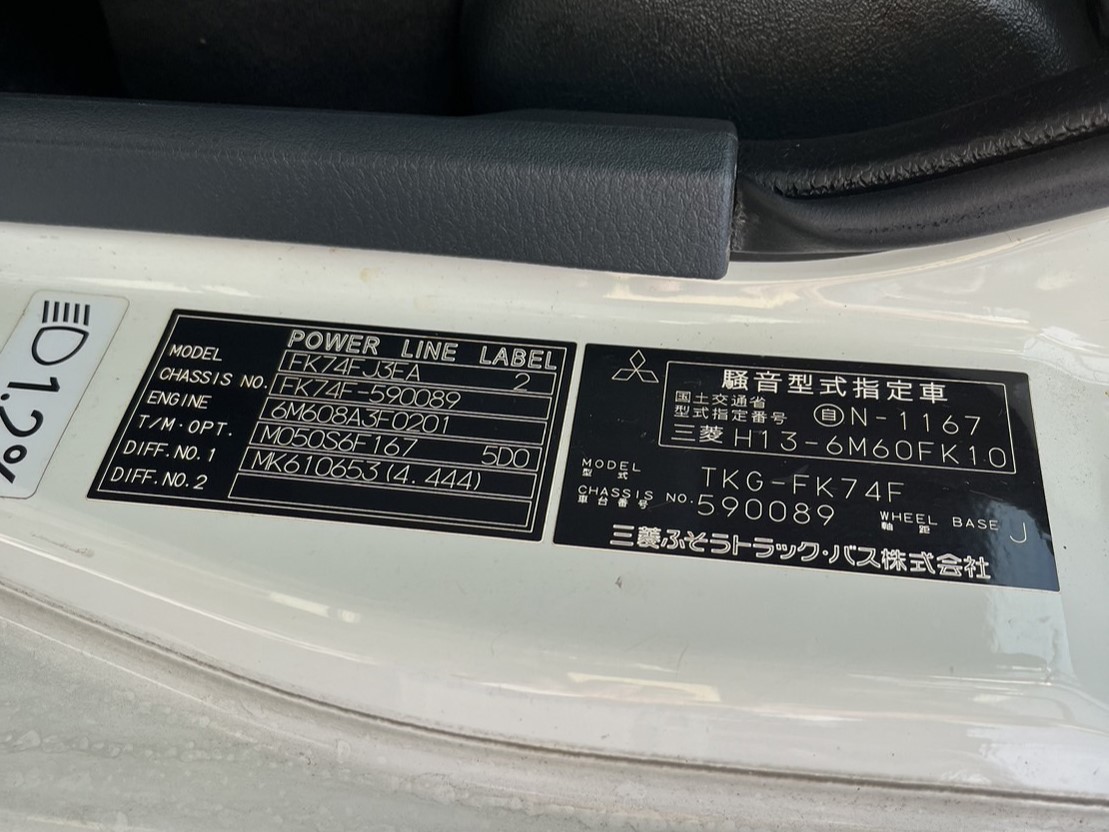 1.2%
POWER LINE LABEL
MODEL FK74FJ3EA 2
CHASSIS NO. FK74F-590089
ENGINE 6M608A3F0201
T/M・OPT. M050S6F167 5D0
DIFF.NO.1 MK610653(4.444)
DIFF.NO.2
騒音型式指定車
国土交通省
型式指定番号 自N-1167
三菱 H13-6M60FK10
MODEL
型式 TKG-FK74F
CHASSIS NO.
車台番号 590089 WHEEL BASE
軸距 J
三菱ふそうトラック・バス株式会社